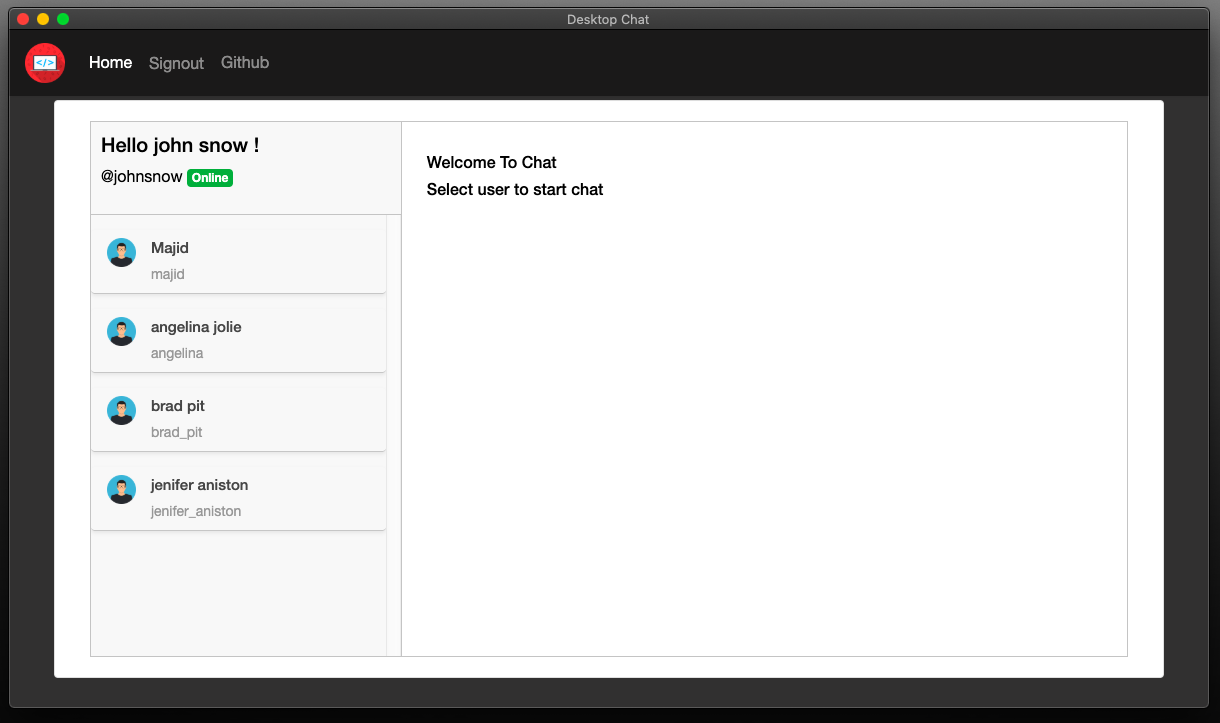 Desktop Chat
</>
Home Signout Github
Hello john snow !
@johnsnow Online
Majid
majid
angelina jolie
angelina
brad pit
brad_pit
jenifer aniston
jenifer_aniston
Welcome To Chat
Select user to start chat